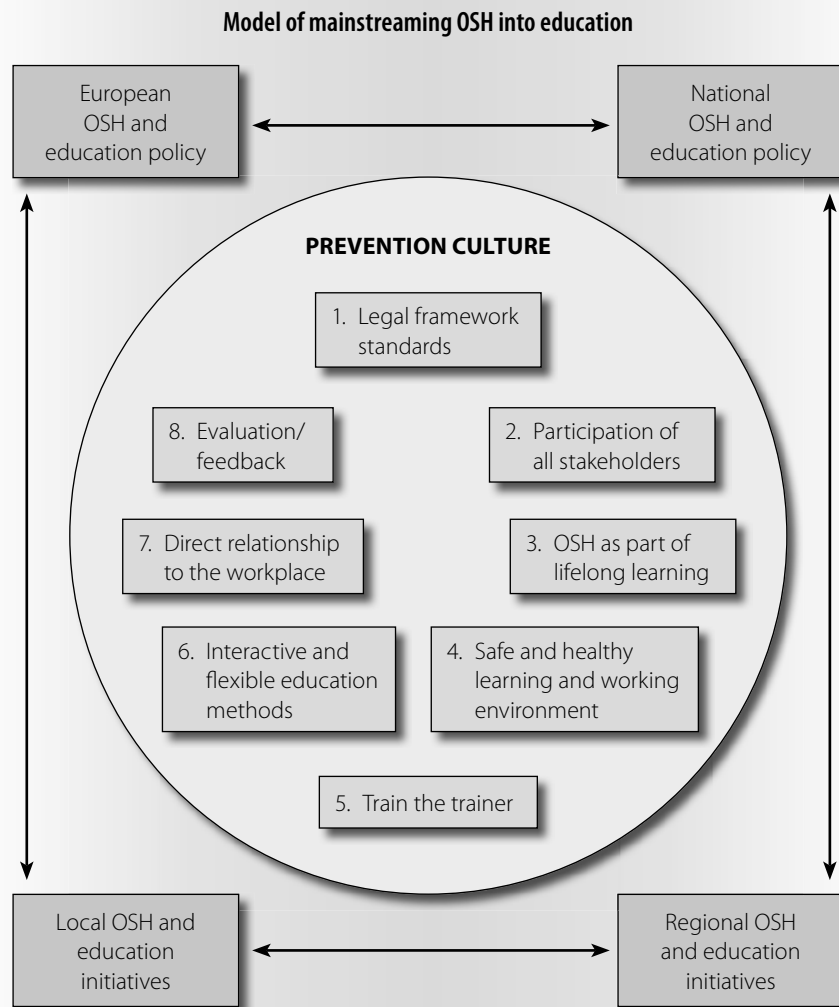 Model of mainstreaming OSH into education
European
OSH and
education policy
National
OSH and
education policy
PREVENTION CULTURE
1. Legal framework
standards
8. Evaluation/
feedback
2. Participation of
all stakeholders
7. Direct relationship
to the workplace
3. OSH as part of
lifelong learning
6. Interactive and
flexible education
methods
4. Safe and healthy
learning and working
environment
5. Train the trainer
Local OSH and
education
initiatives
Regional OSH
and education
initiatives